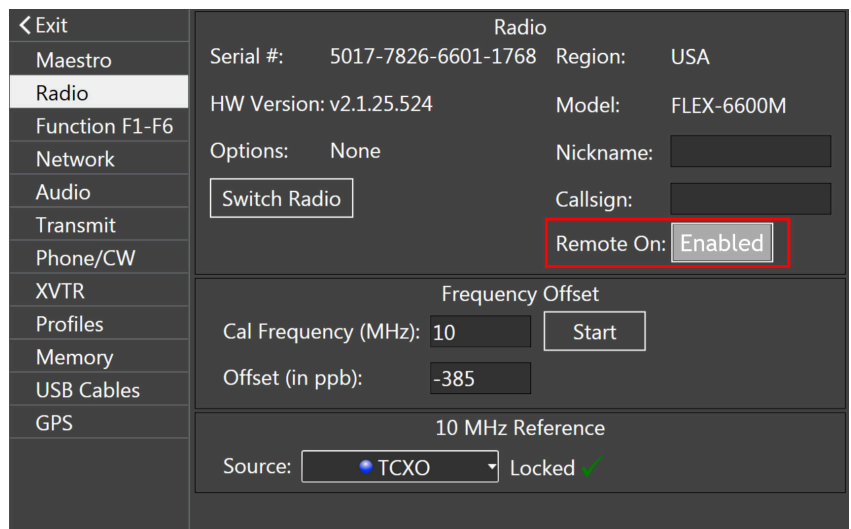 Exit
Maestro
Radio
Function F1-F6
Network
Audio
Transmit
Phone/CW
XVTR
Profiles
Memory
USB Cables
GPS
Radio
Serial #: 5017-7826-6601-1768 Region: USA
HW Version: v2.1.25.524 Model: FLEX-6600M
Options: None Nickname:
Switch Radio Callsign:
Remote On: Enabled
Frequency Offset
Cal Frequency (MHz): 10 Start
Offset (in ppb): -385
10 MHz Reference
Source: TCXO Locked